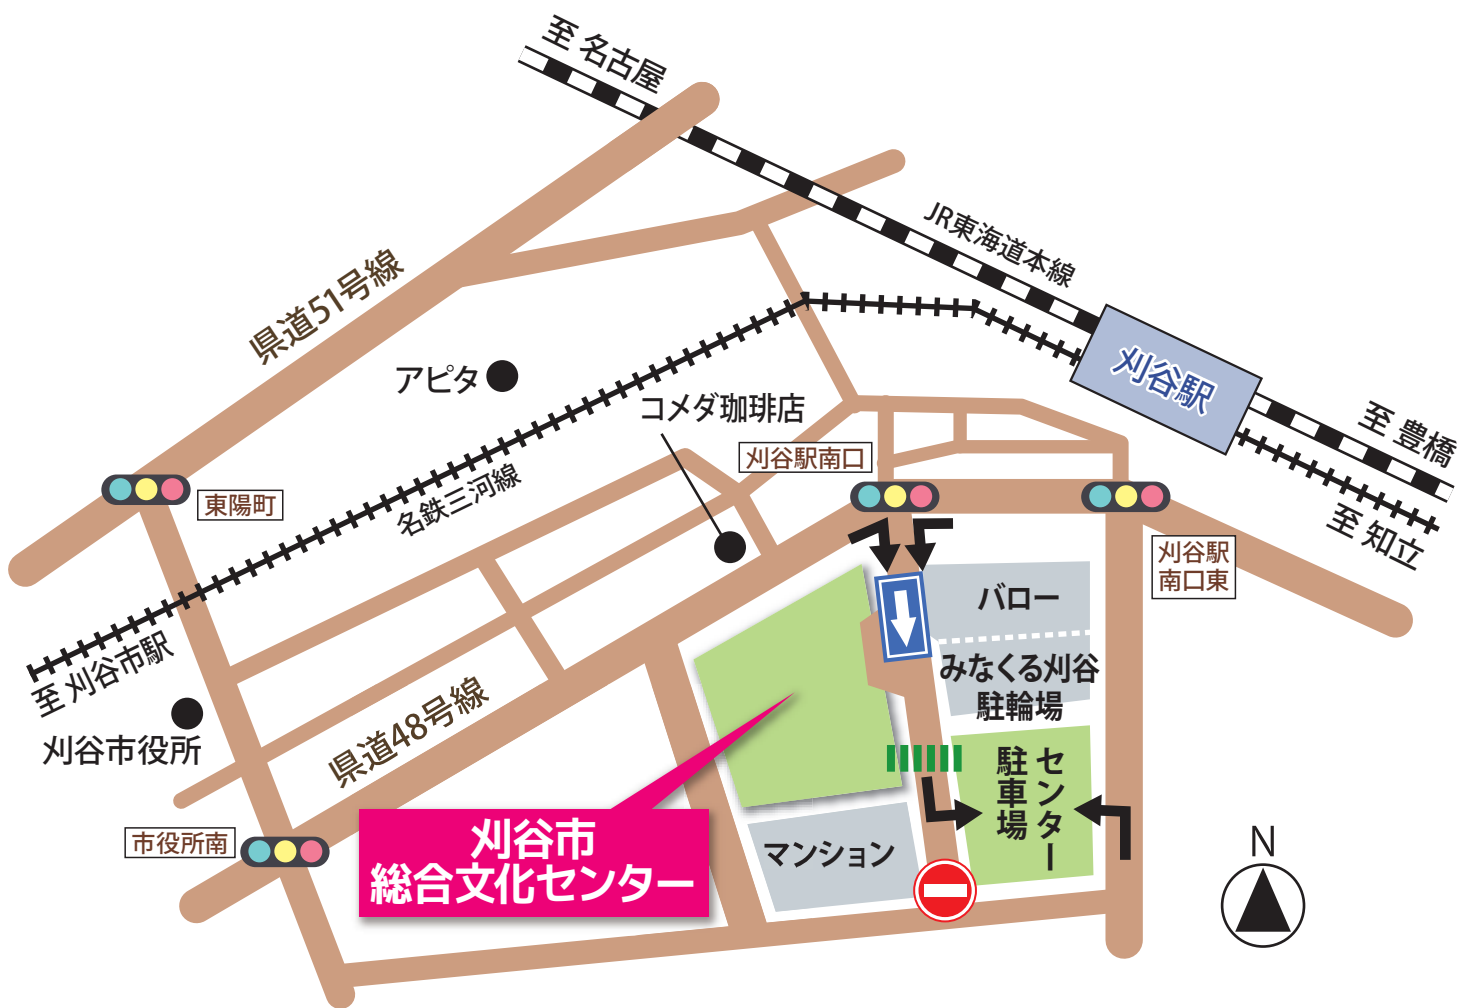 至 名古屋
JR東海道本線
県道51号線
刈谷駅
アピタ
コメダ珈琲店
至 豊橋
刈谷駅南口
名鉄三河線
東陽町
至 知立
刈谷駅
南口東
バロー
みなくる刈谷
駐輪場
至 刈谷市駅
刈谷市役所
県道48号線
センター
駐車場
市役所南
刈谷市
総合文化センター
マンション
N